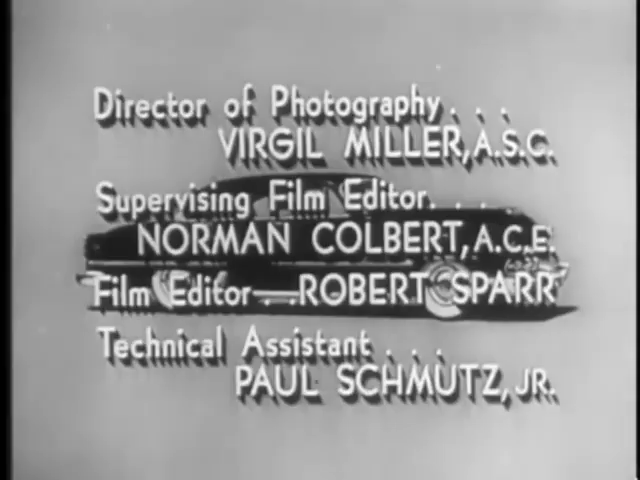 Director of Photography. . .
VIRGIL MILLER, A.S.C.
Supervising Film Editor. . .
NORMAN COLBERT, A.C.E.
Film Editor—..ROBERT SPARR
Technical Assistant . . .
PAUL SCHMUTZ, JR.